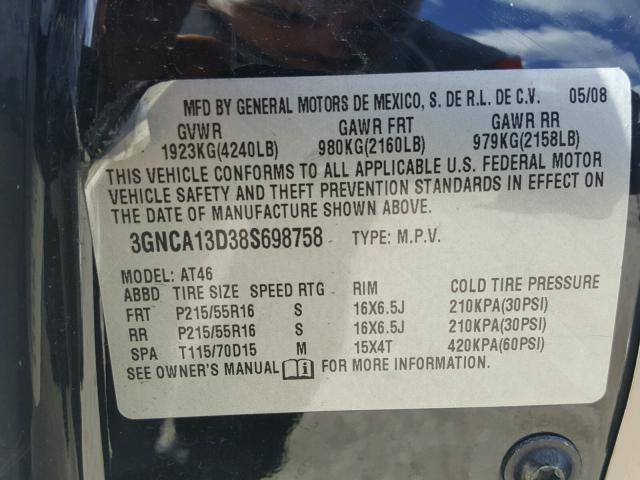 MFD BY GENERAL MOTORS DE MEXICO, S. DE R.L. DE C.V. 05/08
GVWR GAWR FRT GAWR RR
1923KG(4240LB) 980KG(2160LB) 979KG(2158LB)
THIS VEHICLE CONFORMS TO ALL APPLICABLE U.S. FEDERAL MOTOR
VEHICLE SAFETY AND THEFT PREVENTION STANDARDS IN EFFECT ON
THE DATE OF MANUFACTURE SHOWN ABOVE.
3GNCA13D38S698758 TYPE: M.P.V.
MODEL: AT46
ABBD TIRE SIZE SPEED RTG RIM COLD TIRE PRESSURE
FRT P215/55R16 S 16X6.5J 210KPA(30PSI)
RR P215/55R16 S 16X6.5J 210KPA(30PSI)
SPA T115/70D15 M 15X4T 420KPA(60PSI)
SEE OWNER'S MANUAL i FOR MORE INFORMATION.